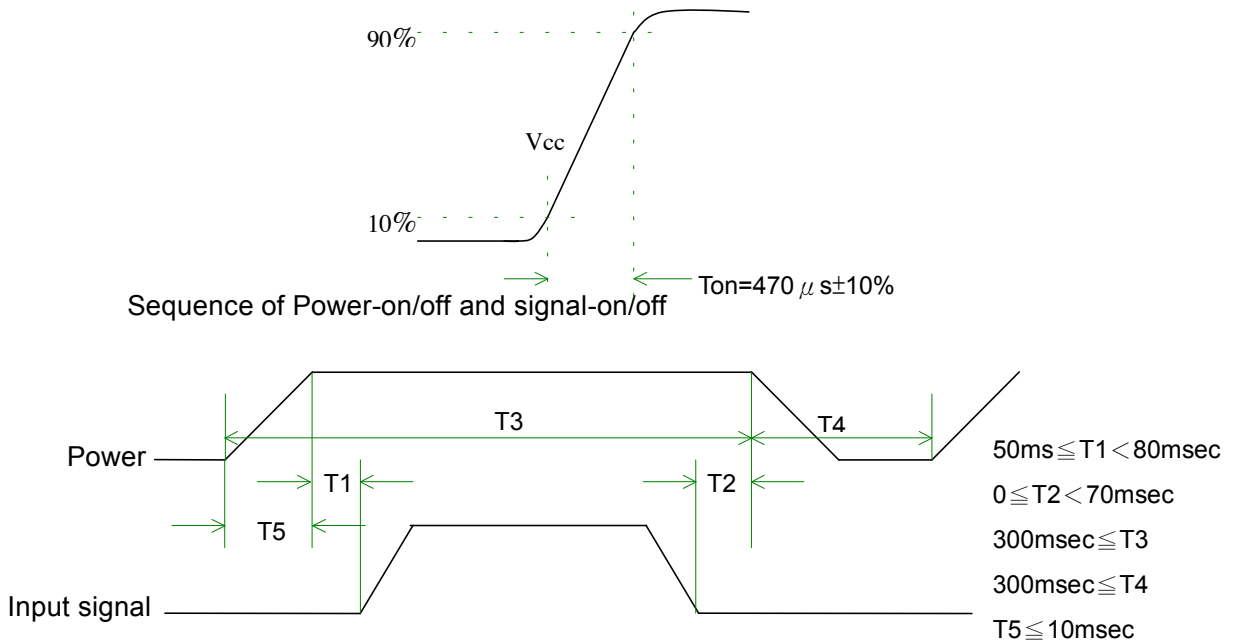 90%
Vcc
10%
Ton=470 μs±10%
Sequence of Power-on/off and signal-on/off
T3
T4
Power
T1
T2
T5
Input signal
50ms≦T1＜80msec
0≦T2＜70msec
300msec≦T3
300msec≦T4
T5≦10msec